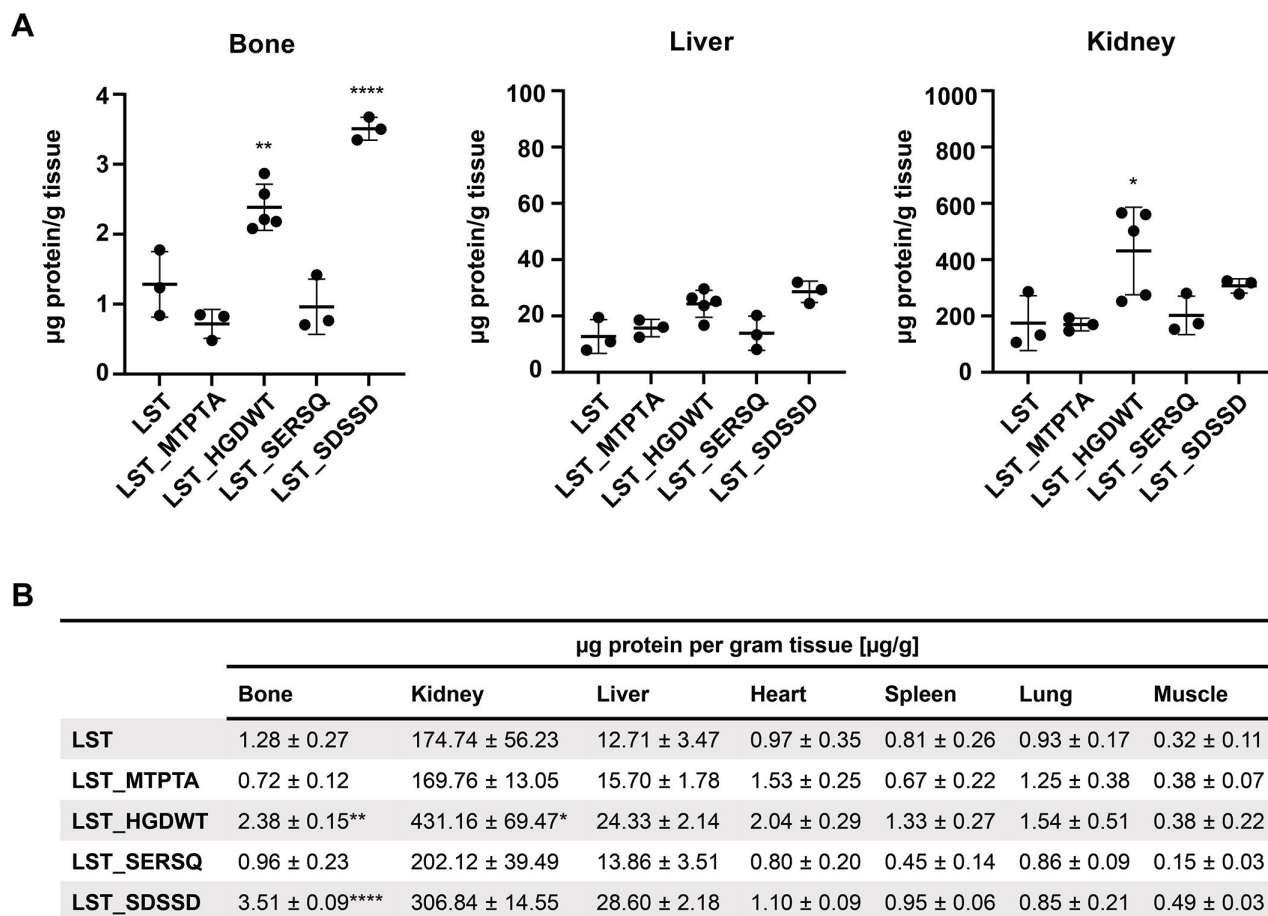 A
Bone
Liver
Kidney
µg protein/g tissue
4
3
2
1
0
**
****
LST
LST_MTPTA
LST_HGDWT
LST_SERSQ
LST_SDSSD
µg protein/g tissue
100
80
60
40
20
0
LST
LST_MTPTA
LST_HGDWT
LST_SERSQ
LST_SDSSD
µg protein/g tissue
1000
800
600
400
200
0
*
LST
LST_MTPTA
LST_HGDWT
LST_SERSQ
LST_SDSSD
B
µg protein per gram tissue [µg/g]
Bone Kidney Liver Heart Spleen Lung Muscle
LST 1.28 ± 0.27 174.74 ± 56.23 12.71 ± 3.47 0.97 ± 0.35 0.81 ± 0.26 0.93 ± 0.17 0.32 ± 0.11
LST_MTPTA 0.72 ± 0.12 169.76 ± 13.05 15.70 ± 1.78 1.53 ± 0.25 0.67 ± 0.22 1.25 ± 0.38 0.38 ± 0.07
LST_HGDWT 2.38 ± 0.15** 431.16 ± 69.47* 24.33 ± 2.14 2.04 ± 0.29 1.33 ± 0.27 1.54 ± 0.51 0.38 ± 0.22
LST_SERSQ 0.96 ± 0.23 202.12 ± 39.49 13.86 ± 3.51 0.80 ± 0.20 0.45 ± 0.14 0.86 ± 0.09 0.15 ± 0.03
LST_SDSSD 3.51 ± 0.09**** 306.84 ± 14.55 28.60 ± 2.18 1.10 ± 0.09 0.95 ± 0.06 0.85 ± 0.21 0.49 ± 0.03